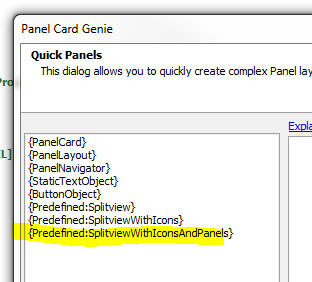 Panel Card Genie
Quick Panels
This dialog allows you to quickly create complex Panel lay
Pro
Expla
EL]
{PanelCard}
{PanelLayout}
{PanelNavigator}
{StaticTextObject}
{ButtonObject}
{Predefined:Splitview}
{Predefined:SplitviewWithIcons}
{Predefined:SplitviewWithIconsAndPanels}